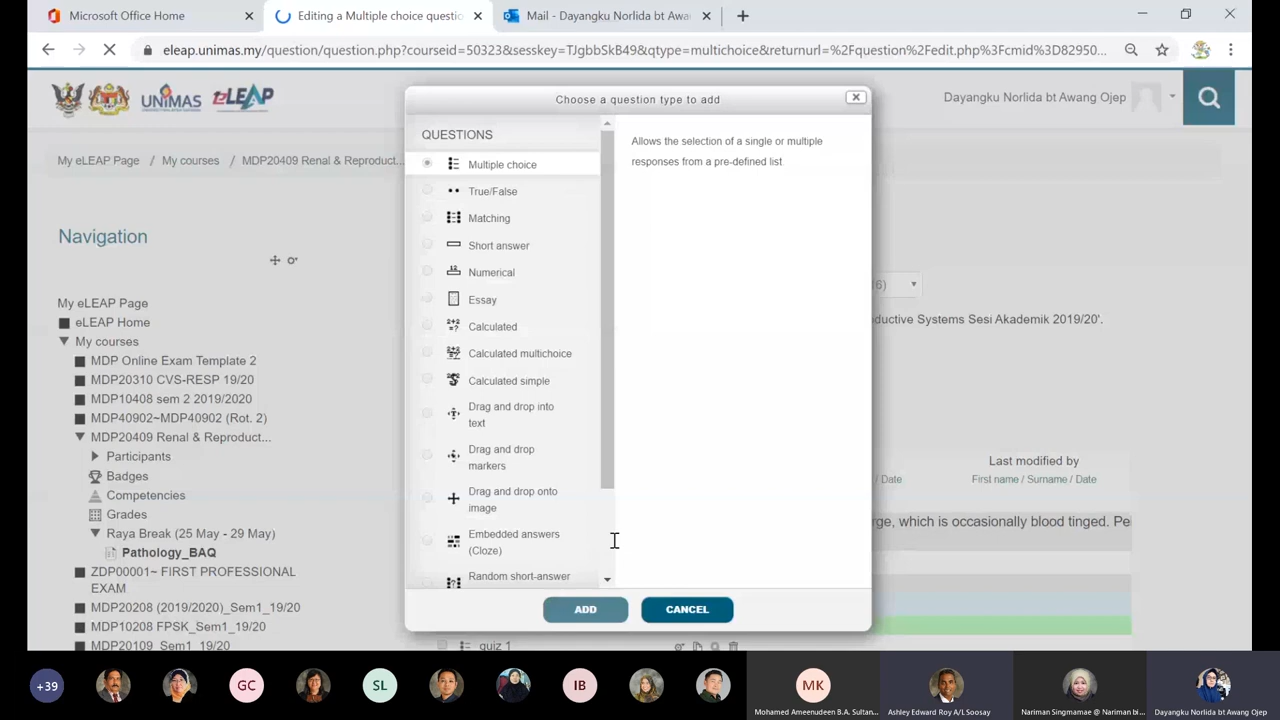 Microsoft Office Home
Editing a Multiple choice questio
Mail - Dayangku Norlida bt Awa
eleap.unimas.my/question/question.php?courseid=50323&sesskey=TJgbbSkB49&qtype=multichoice&returnurl=%2Fquestion%2Fedit.php%3Fcmid%3D82950...
UNIMAS eLEAP
Dayangku Norlida bt Awang Ojep
My eLEAP Page / My courses / MDP20409 Renal & Reproduct...
Choose a question type to add
QUESTIONS
Multiple choice
True/False
Matching
Short answer
Numerical
Essay
Calculated
Calculated multichoice
Calculated simple
Drag and drop into
text
Drag and drop
markers
Drag and drop onto
image
Embedded answers
(Cloze)
Random short-answer
Allows the selection of a single or multiple
responses from a pre-defined list.
ADD
CANCEL
Navigation
My eLEAP Page
eLEAP Home
My courses
MDP Online Exam Template 2
MDP20310 CVS-RESP 19/20
MDP10408 sem 2 2019/2020
MDP40902~MDP40902 (Rot. 2)
MDP20409 Renal & Reproduct...
Participants
Badges
Competencies
Grades
Raya Break (25 May - 29 May)
Pathology_BAQ
ZDP00001~ FIRST PROFESSIONAL
EXAM
MDP20208 (2019/2020)_Sem1_19/20
MDP10208 FPSK_Sem1_19/20
MDP20109_Sem1_19/20
6)
ductive Systems Sesi Akademik 2019/20'.
Last modified by
/ Date
First name / Surname / Date
rge, which is occasionally blood tinged. Pe
quiz 1
+39
GC
SL
IB
MK
Mohamed Ameenudeen B.A. Sultan...
Ashley Edward Roy A/L Soosay
Nariman Singmamae @ Nariman bi...
Dayangku Norlida bt Awang Ojep